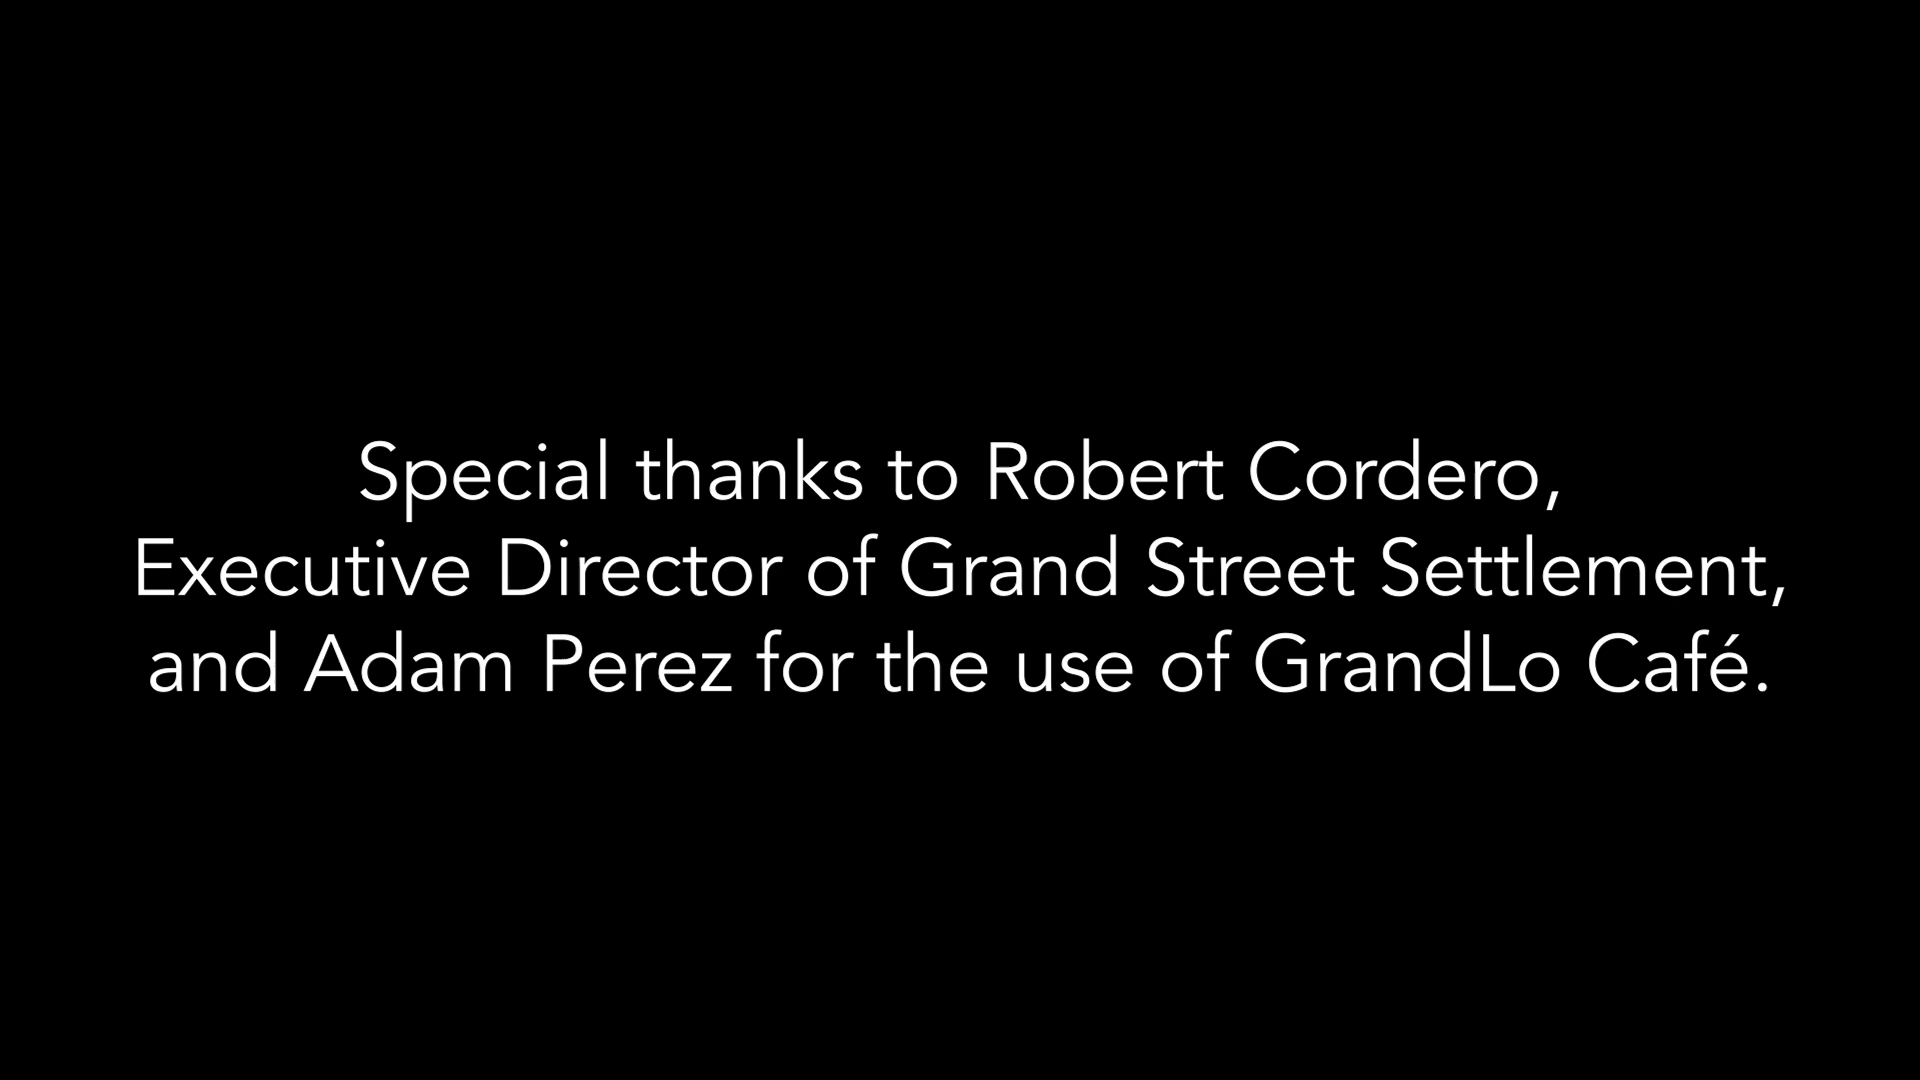 Special thanks to Robert Cordero,
Executive Director of Grand Street Settlement,
and Adam Perez for the use of GrandLo Café.